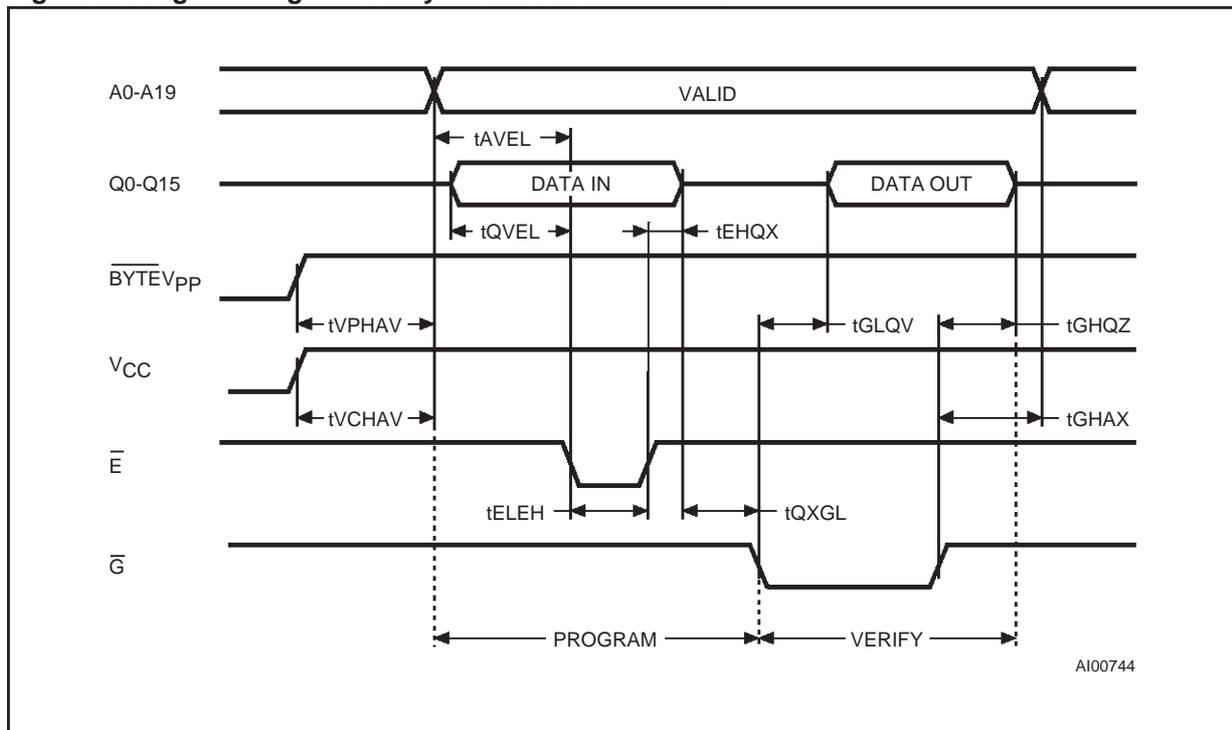 A0-A19
VALID
tAVEL
Q0-Q15
DATA IN
DATA OUT
tQVEL
tEHQX
BYTEVPP
tVPHAV
tGLQV
tGHQZ
VCC
tVCHAV
tGHAX
E
tELEH
tQXGL
G
PROGRAM
VERIFY
AI00744